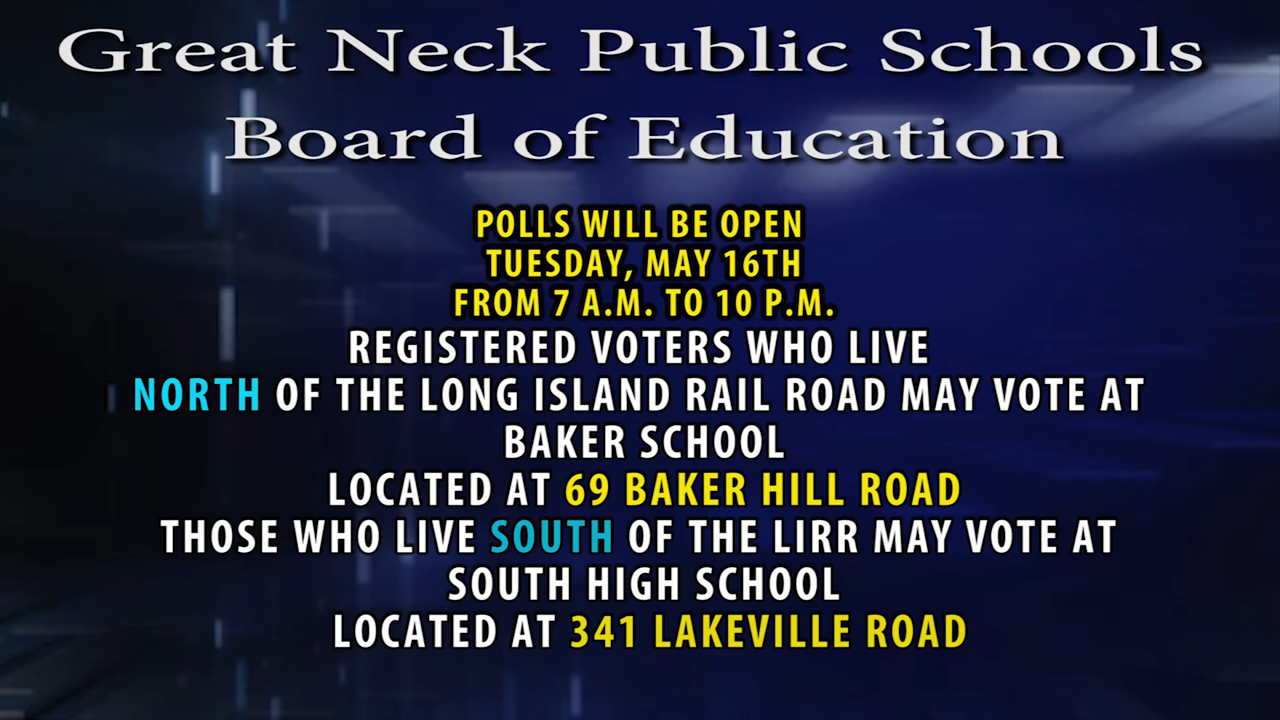 Great Neck Public Schools
Board of Education
POLLS WILL BE OPEN
TUESDAY, MAY 16TH
FROM 7 A.M. TO 10 P.M.
REGISTERED VOTERS WHO LIVE
NORTH OF THE LONG ISLAND RAIL ROAD MAY VOTE AT
BAKER SCHOOL
LOCATED AT 69 BAKER HILL ROAD
THOSE WHO LIVE SOUTH OF THE LIRR MAY VOTE AT
SOUTH HIGH SCHOOL
LOCATED AT 341 LAKEVILLE ROAD